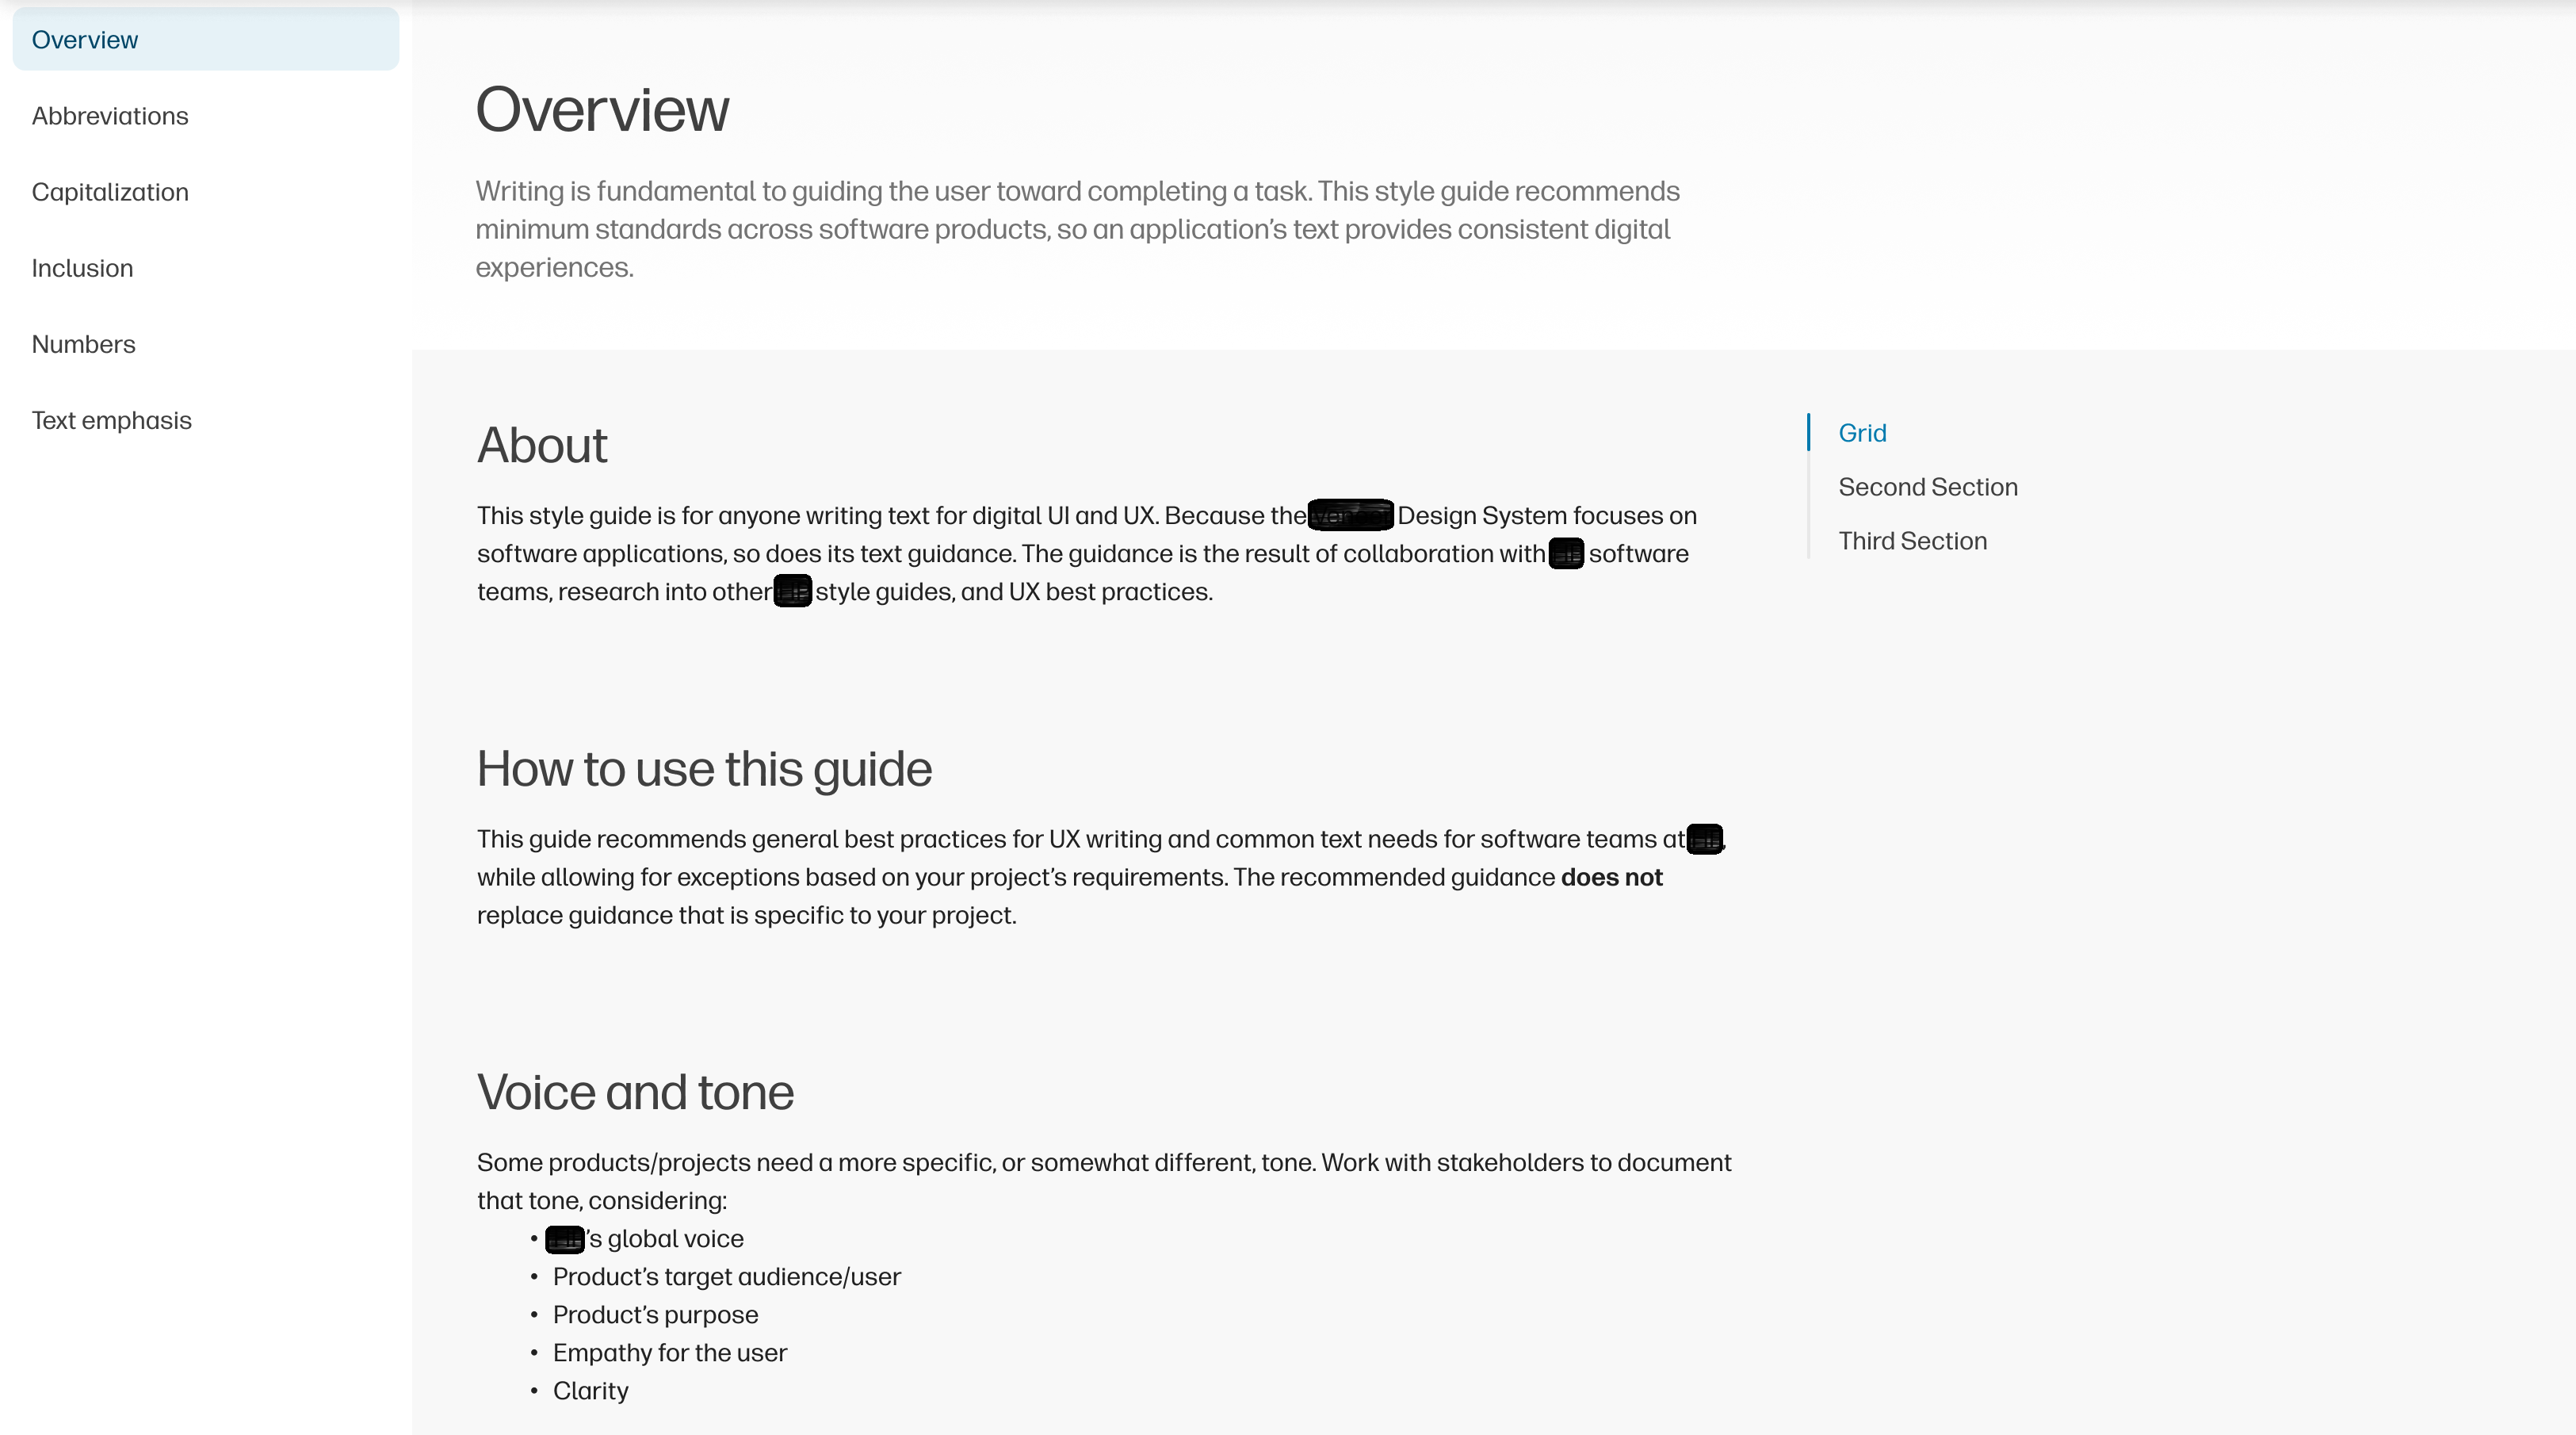 Overview
Abbreviations
Capitalization
Inclusion
Numbers
Text emphasis
Overview
Writing is fundamental to guiding the user toward completing a task. This style guide recommends
minimum standards across software products, so an application’s text provides consistent digital
experiences.
About
This style guide is for anyone writing text for digital UI and UX. Because the Design System focuses on
software applications, so does its text guidance. The guidance is the result of collaboration with software
teams, research into other style guides, and UX best practices.
Grid
Second Section
Third Section
How to use this guide
This guide recommends general best practices for UX writing and common text needs for software teams at ,
while allowing for exceptions based on your project’s requirements. The recommended guidance does not
replace guidance that is specific to your project.
Voice and tone
Some products/projects need a more specific, or somewhat different, tone. Work with stakeholders to document
that tone, considering:
• ’s global voice
• Product’s target audience/user
• Product’s purpose
• Empathy for the user
• Clarity